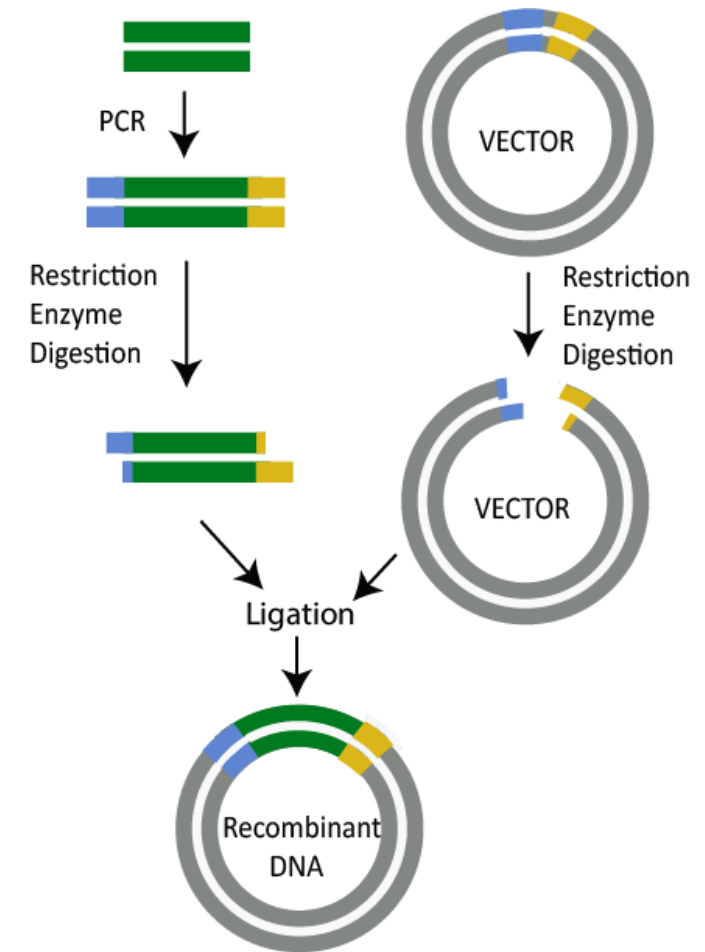 PCR
VECTOR
Restriction
Enzyme
Digestion
Restriction
Enzyme
Digestion
VECTOR
Ligation
Recombinant
DNA